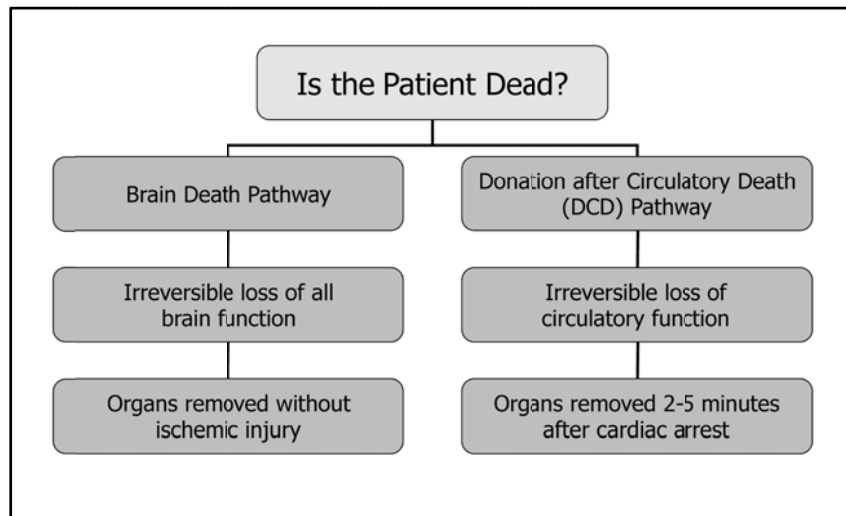 Is the Patient Dead?
Brain Death Pathway
Donation after Circulatory Death
(DCD) Pathway
Irreversible loss of all
brain function
Irreversible loss of
circulatory function
Organs removed without
ischemic injury
Organs removed 2-5 minutes
after cardiac arrest